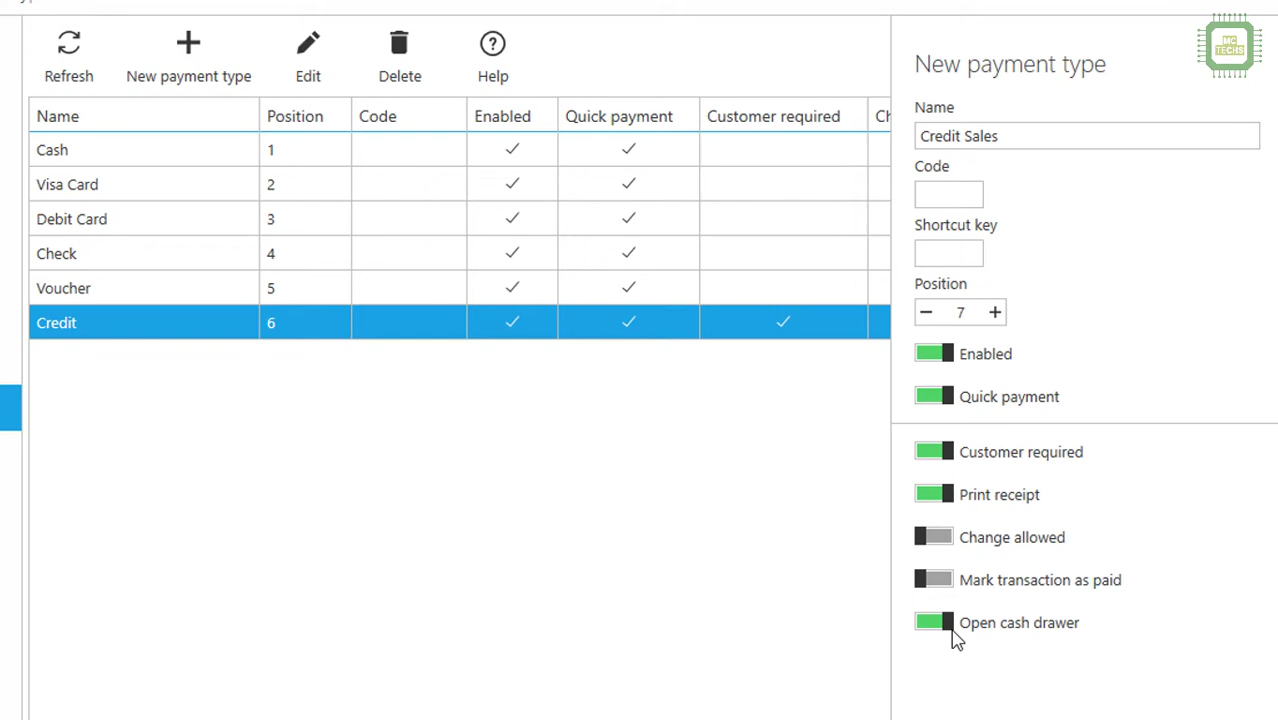 Refresh
New payment type
Edit
Delete
Help
Name Position Code Enabled Quick payment Customer required
Cash 1
Visa Card 2
Debit Card 3
Check 4
Voucher 5
Credit 6
MC
TECHS
New payment type
Name
Credit Sales
Code
Shortcut key
Position
7
Enabled
Quick payment
Customer required
Print receipt
Change allowed
Mark transaction as paid
Open cash drawer